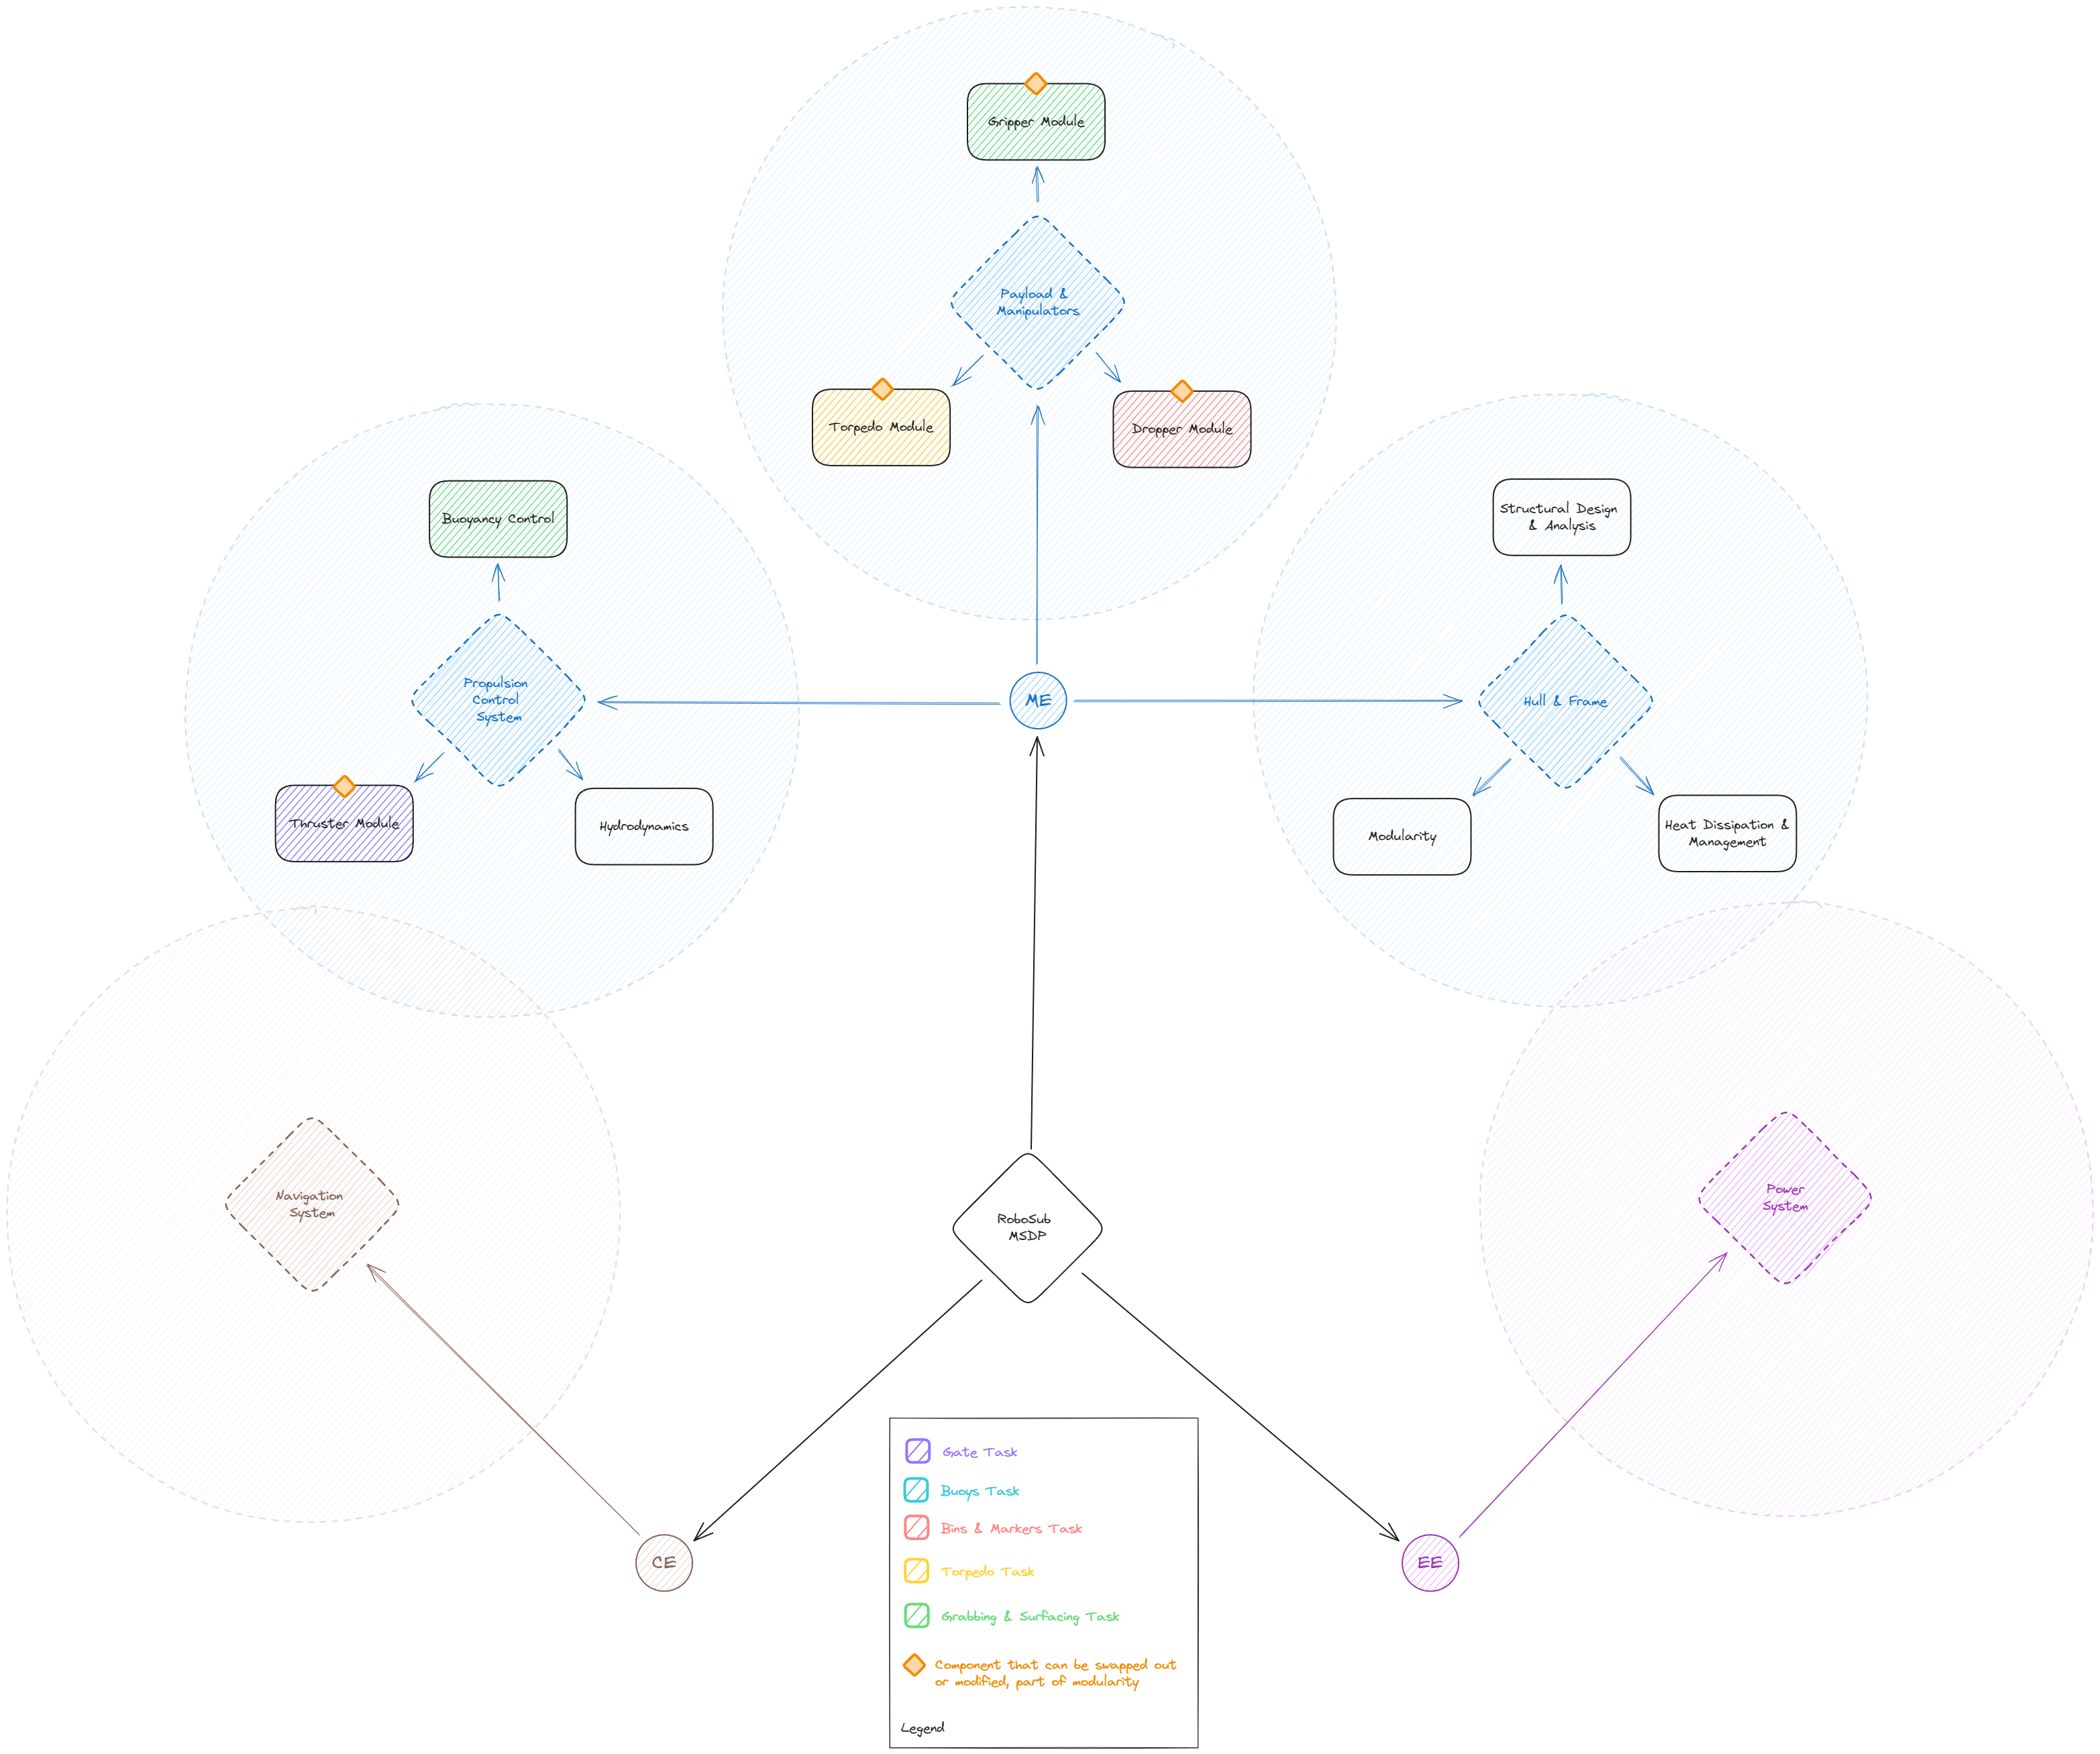 Gripper Module
Payload &
Manipulators
Torpedo Module
Dropper Module
Buoyancy Control
Structural Design
& Analysis
Propulsion
Control
System
ME
Hull & Frame
Thruster Module
Hydrodynamics
Modularity
Heat Dissipation &
Management
Navigation
System
RoboSub
MSDP
Power
System
CE
EE
Gate Task
Buoys Task
Bins & Markers Task
Torpedo Task
Grabbing & Surfacing Task
Component that can be swapped out
or modified, part of modularity
Legend